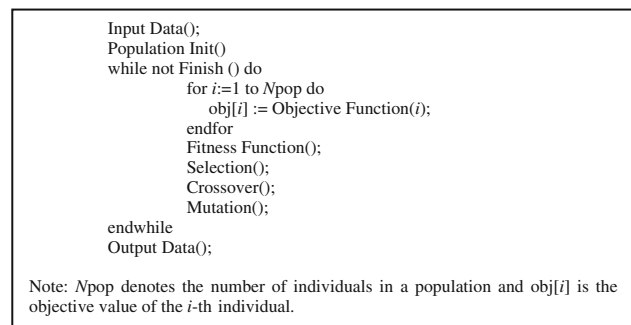 Input Data();
Population Init()
while not Finish () do
for i:=1 to Npop do
obj[i] := Objective Function(i);
endfor
Fitness Function();
Selection();
Crossover();
Mutation();
endwhile
Output Data();
Note: Npop denotes the number of individuals in a population and obj[i] is the
objective value of the i-th individual.